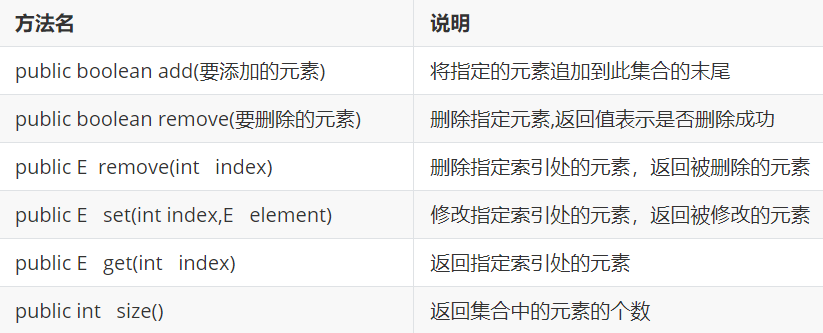 方法名 说明
public boolean add(要添加的元素) 将指定的元素追加到此集合的末尾
public boolean remove(要删除的元素) 删除指定元素,返回值表示是否删除成功
public E remove(int index) 删除指定索引处的元素，返回被删除的元素
public E set(int index,E element) 修改指定索引处的元素，返回被修改的元素
public E get(int index) 返回指定索引处的元素
public int size() 返回集合中的元素的个数